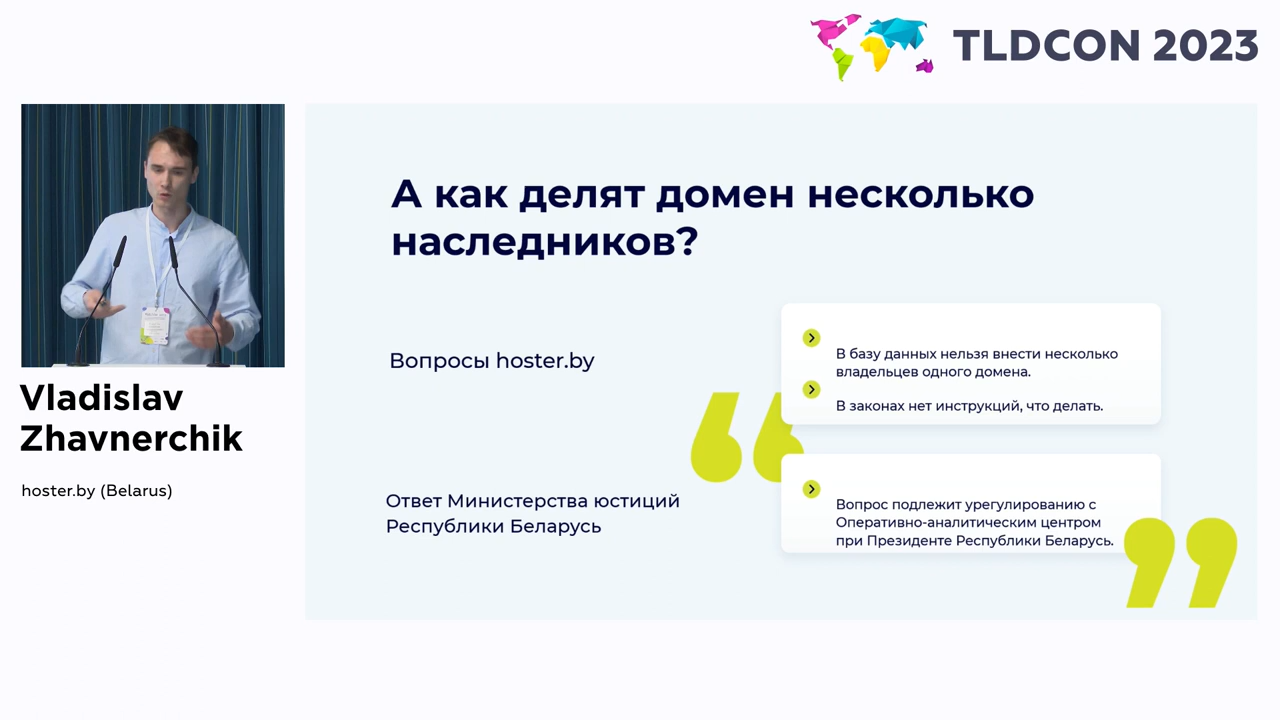 TLDCON 2023
Vladislav
Zhavnerchik
hoster.by (Belarus)
А как делят домен несколько
наследников?
Вопросы hoster.by
В базу данных нельзя внести несколько
владельцев одного домена.
В законах нет инструкций, что делать.
Ответ Министерства юстиций
Республики Беларусь
Вопрос подлежит урегулированию с
Оперативно-аналитическим центром
при Президенте Республики Беларусь.